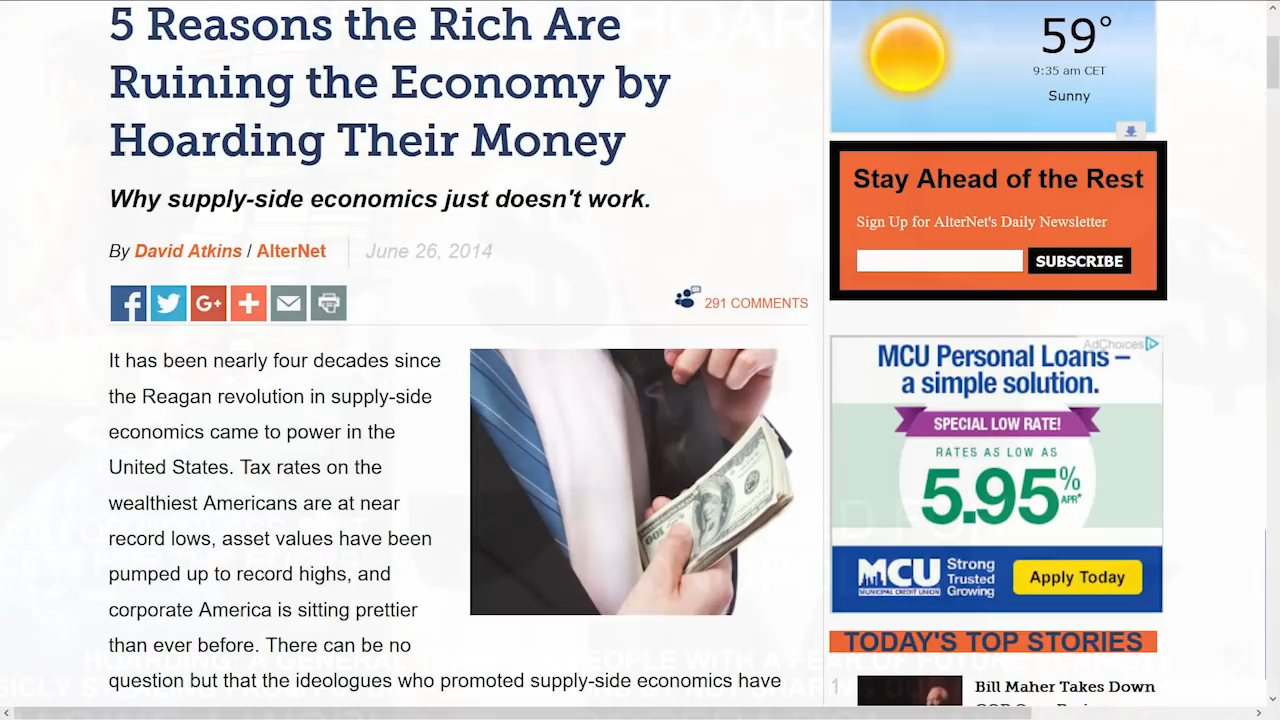 5 Reasons the Rich Are
Ruining the Economy by
Hoarding Their Money
Why supply-side economics just doesn't work.
By David Atkins / AlterNet
June 26, 2014
291 COMMENTS
It has been nearly four decades since
the Reagan revolution in supply-side
economics came to power in the
United States. Tax rates on the
wealthiest Americans are at near
record lows, asset values have been
pumped up to record highs, and
corporate America is sitting prettier
than ever before. There can be no
question but that the ideologues who promoted supply-side economics have
59°
9:35 am CET
Sunny
Stay Ahead of the Rest
Sign Up for AlterNet's Daily Newsletter
SUBSCRIBE
AdChoices
MCU Personal Loans –
a simple solution.
SPECIAL LOW RATE!
RATES AS LOW AS
5.95% APR*
MCU
MUNICIPAL CREDIT UNION
Strong
Trusted
Growing
Apply Today
TODAY'S TOP STORIES
1
Bill Maher Takes Down